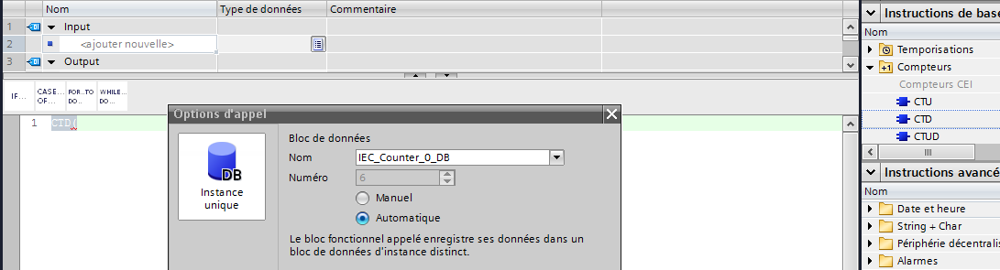 Nom Type de données Commentaire
1 Input
2 <ajouter nouvelle>
3 Output
IF... CASE... OF... FOR..TO DO.. WHILE.. DO...
1 CTD(
Options d'appel
DB
Instance
unique
Bloc de données
Nom IEC_Counter_0_DB
Numéro 6
Manuel
Automatique
Le bloc fonctionnel appelé enregistre ses données dans un
bloc de données d'instance distinct.
Instructions de base
Nom
Temporisations
+1 Compteurs
Compteurs CEI
CTU
CTD
CTUD
Instructions avancé
Nom
Date et heure
String + Char
Périphérie décentralis
Alarmes